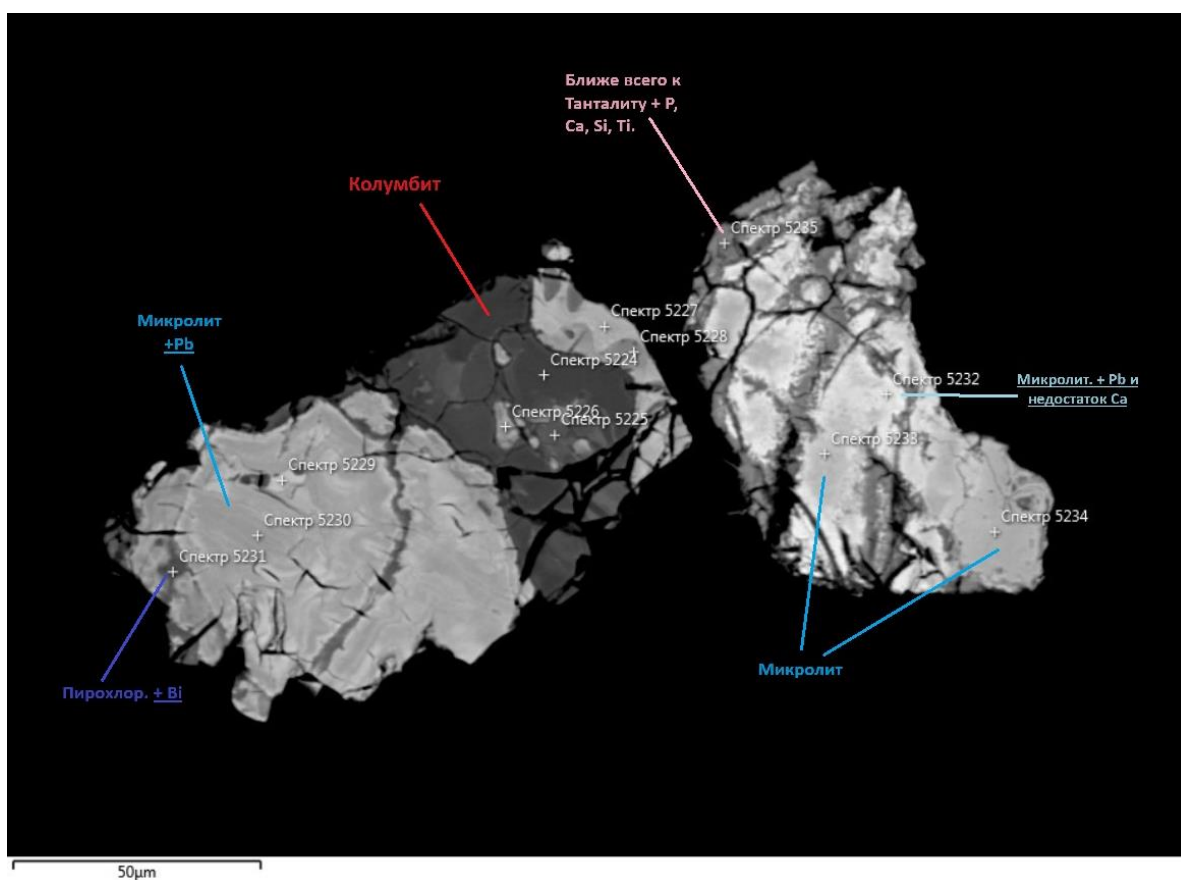 Ближе всего к
Танталиту + P,
Ca, Si, Ti.
Колумбит
Спектр 5235
Микролит
+Pb
Спектр 5227
Спектр 5228
Спектр 5224
Спектр 5232
Микролит. + Pb и
недостаток Ca
Спектр 5226
Спектр 5225
Спектр 5233
Спектр 5229
Спектр 5230
Спектр 5234
Спектр 5231
Микролит
Пирохлор. + Bi
50µm